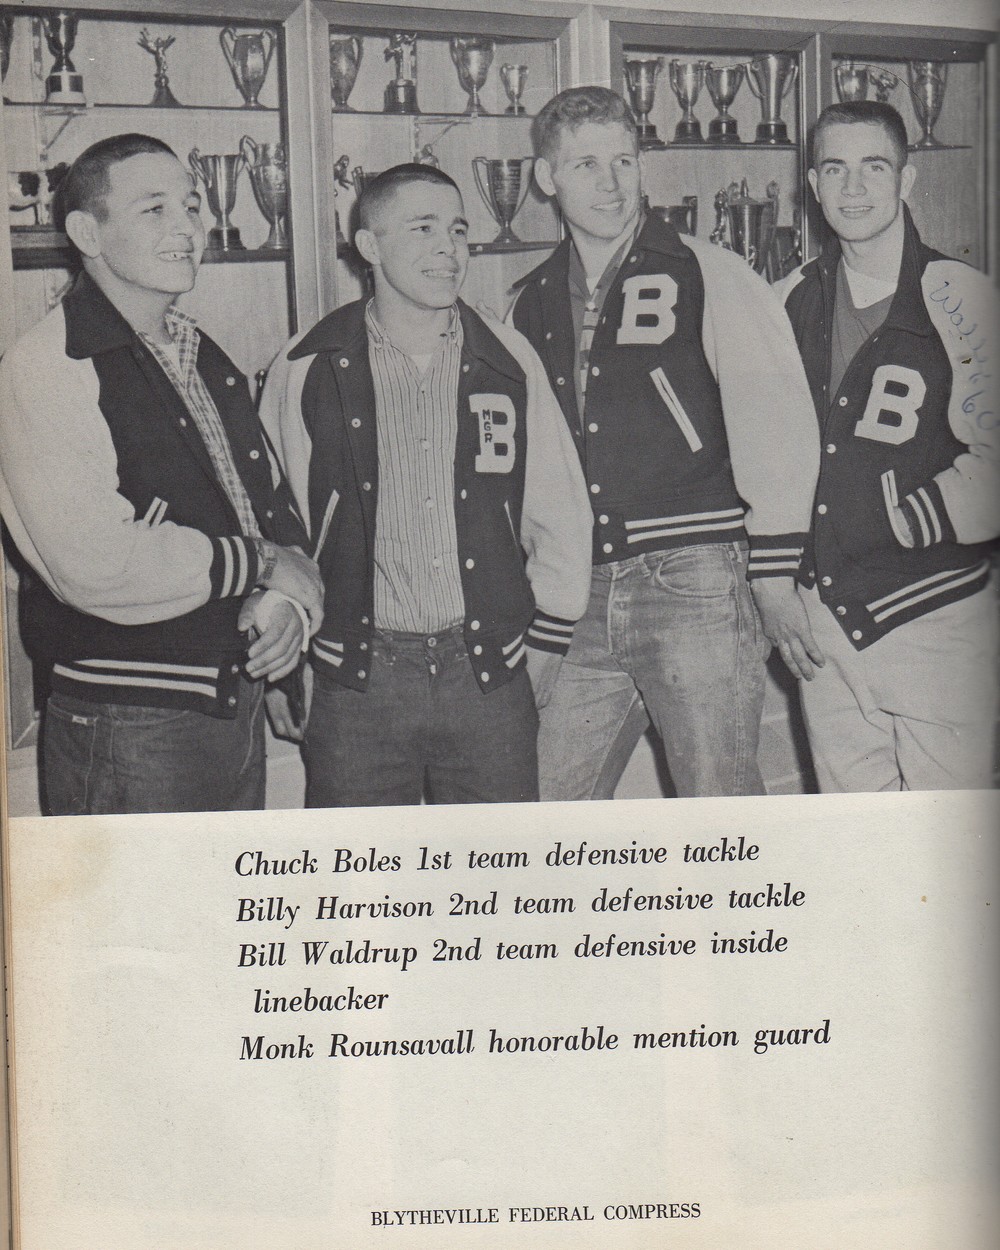 B
MGR
B
B
B
Chuck Boles 1st team defensive tackle
Billy Harvison 2nd team defensive tackle
Bill Waldrup 2nd team defensive inside
linebacker
Monk Rounsavall honorable mention guard
BLYTHEVILLE FEDERAL COMPRESS